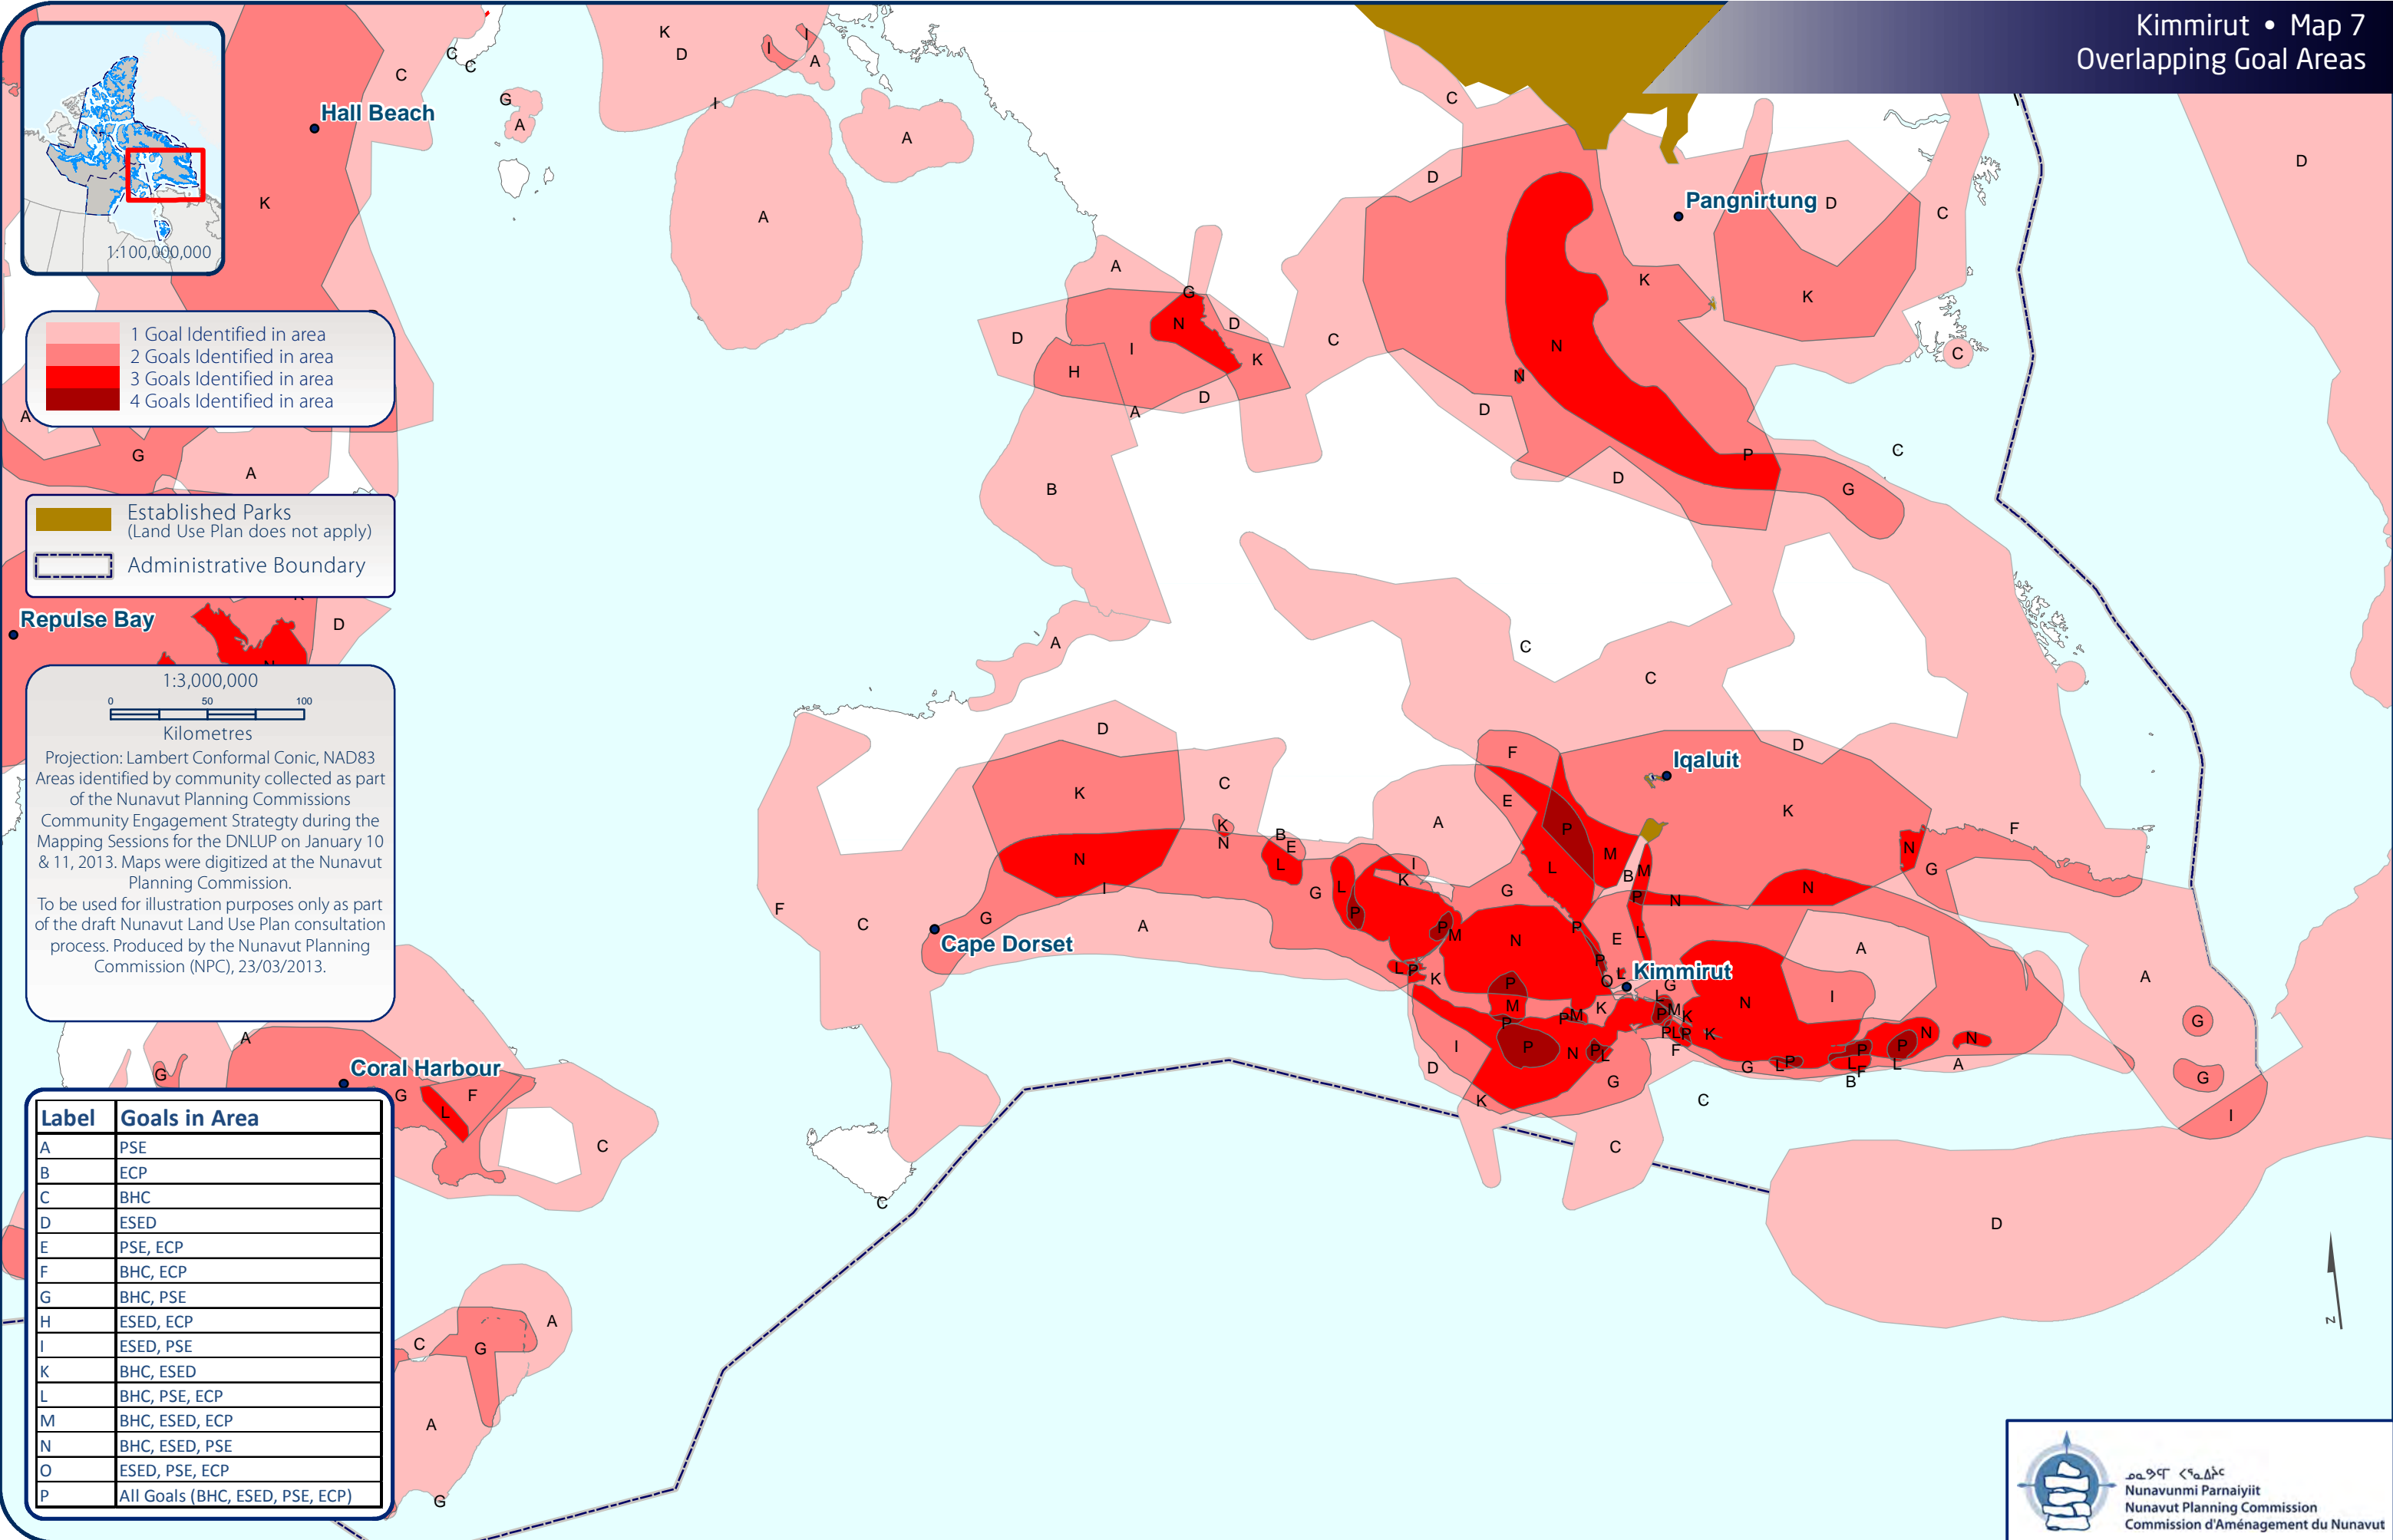 Kimmirut • Map 7
Overlapping Goal Areas
1:100,000,000
Hall Beach
Pangnirtung
Repulse Bay
Iqaluit
Cape Dorset
Kimmirut
Coral Harbour
1 Goal Identified in area
2 Goals Identified in area
3 Goals Identified in area
4 Goals Identified in area
Established Parks
(Land Use Plan does not apply)
Administrative Boundary
1:3,000,000
0 50 100
Kilometres
Projection: Lambert Conformal Conic, NAD83
Areas identified by community collected as part
of the Nunavut Planning Commissions
Community Engagement Strategty during the
Mapping Sessions for the DNLUP on January 10
& 11, 2013. Maps were digitized at the Nunavut
Planning Commission.
To be used for illustration purposes only as part
of the draft Nunavut Land Use Plan consultation
process. Produced by the Nunavut Planning
Commission (NPC), 23/03/2013.
Label Goals in Area
A PSE
B ECP
C BHC
D ESED
E PSE, ECP
F BHC, ECP
G BHC, PSE
H ESED, ECP
I ESED, PSE
K BHC, ESED
L BHC, PSE, ECP
M BHC, ESED, ECP
N BHC, ESED, PSE
O ESED, PSE, ECP
P All Goals (BHC, ESED, PSE, ECP)
N
Nunavunmi Parnaiyiit
Nunavut Planning Commission
Commission d'Aménagement du Nunavut